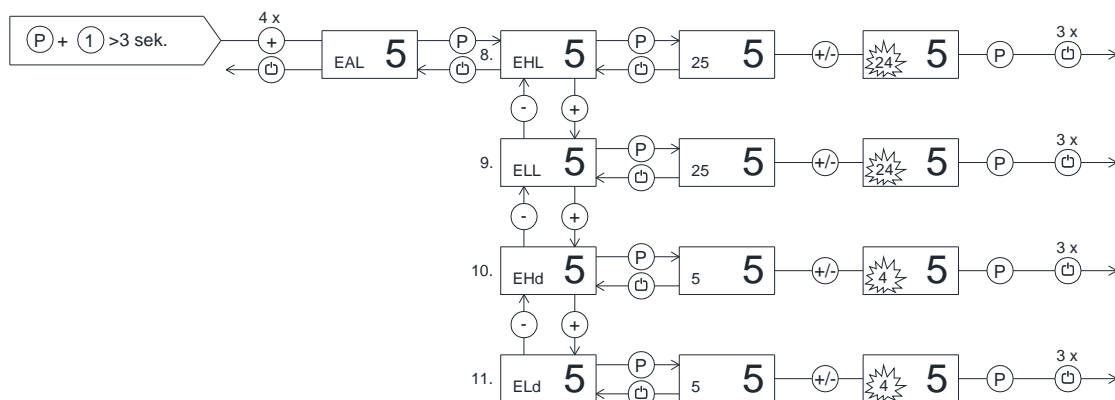 4 x
P + 1 >3 sek. + EAL 5 P 8. EHL 5 P 25 5 +/- 24 5 P 3 x
- +
9. ELL 5 P 25 5 +/- 24 5 P 3 x
- +
10. EHd 5 P 5 5 +/- 4 5 P 3 x
- +
11. ELd 5 P 5 5 +/- 4 5 P 3 x